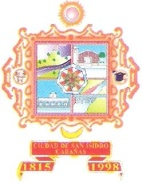 CIUDAD DE SAN ISIDRO
CABAÑAS
1815 1998